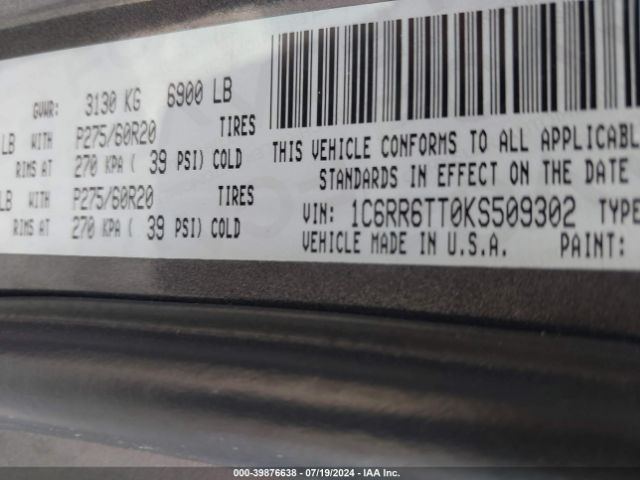 GVWR: 3130 KG 6900 LB
LB WITH P275/60R20 TIRES
RIMS AT 270 KPA ( 39 PSI) COLD
LB WITH P275/60R20 TIRES
RIMS AT 270 KPA ( 39 PSI) COLD
THIS VEHICLE CONFORMS TO ALL APPLICABL
STANDARDS IN EFFECT ON THE DATE
VIN: 1C6RR6TT0KS509302 TYPE
VEHICLE MADE IN U.S.A. PAINT:
000-39876638 - 07/19/2024 - IAA Inc.